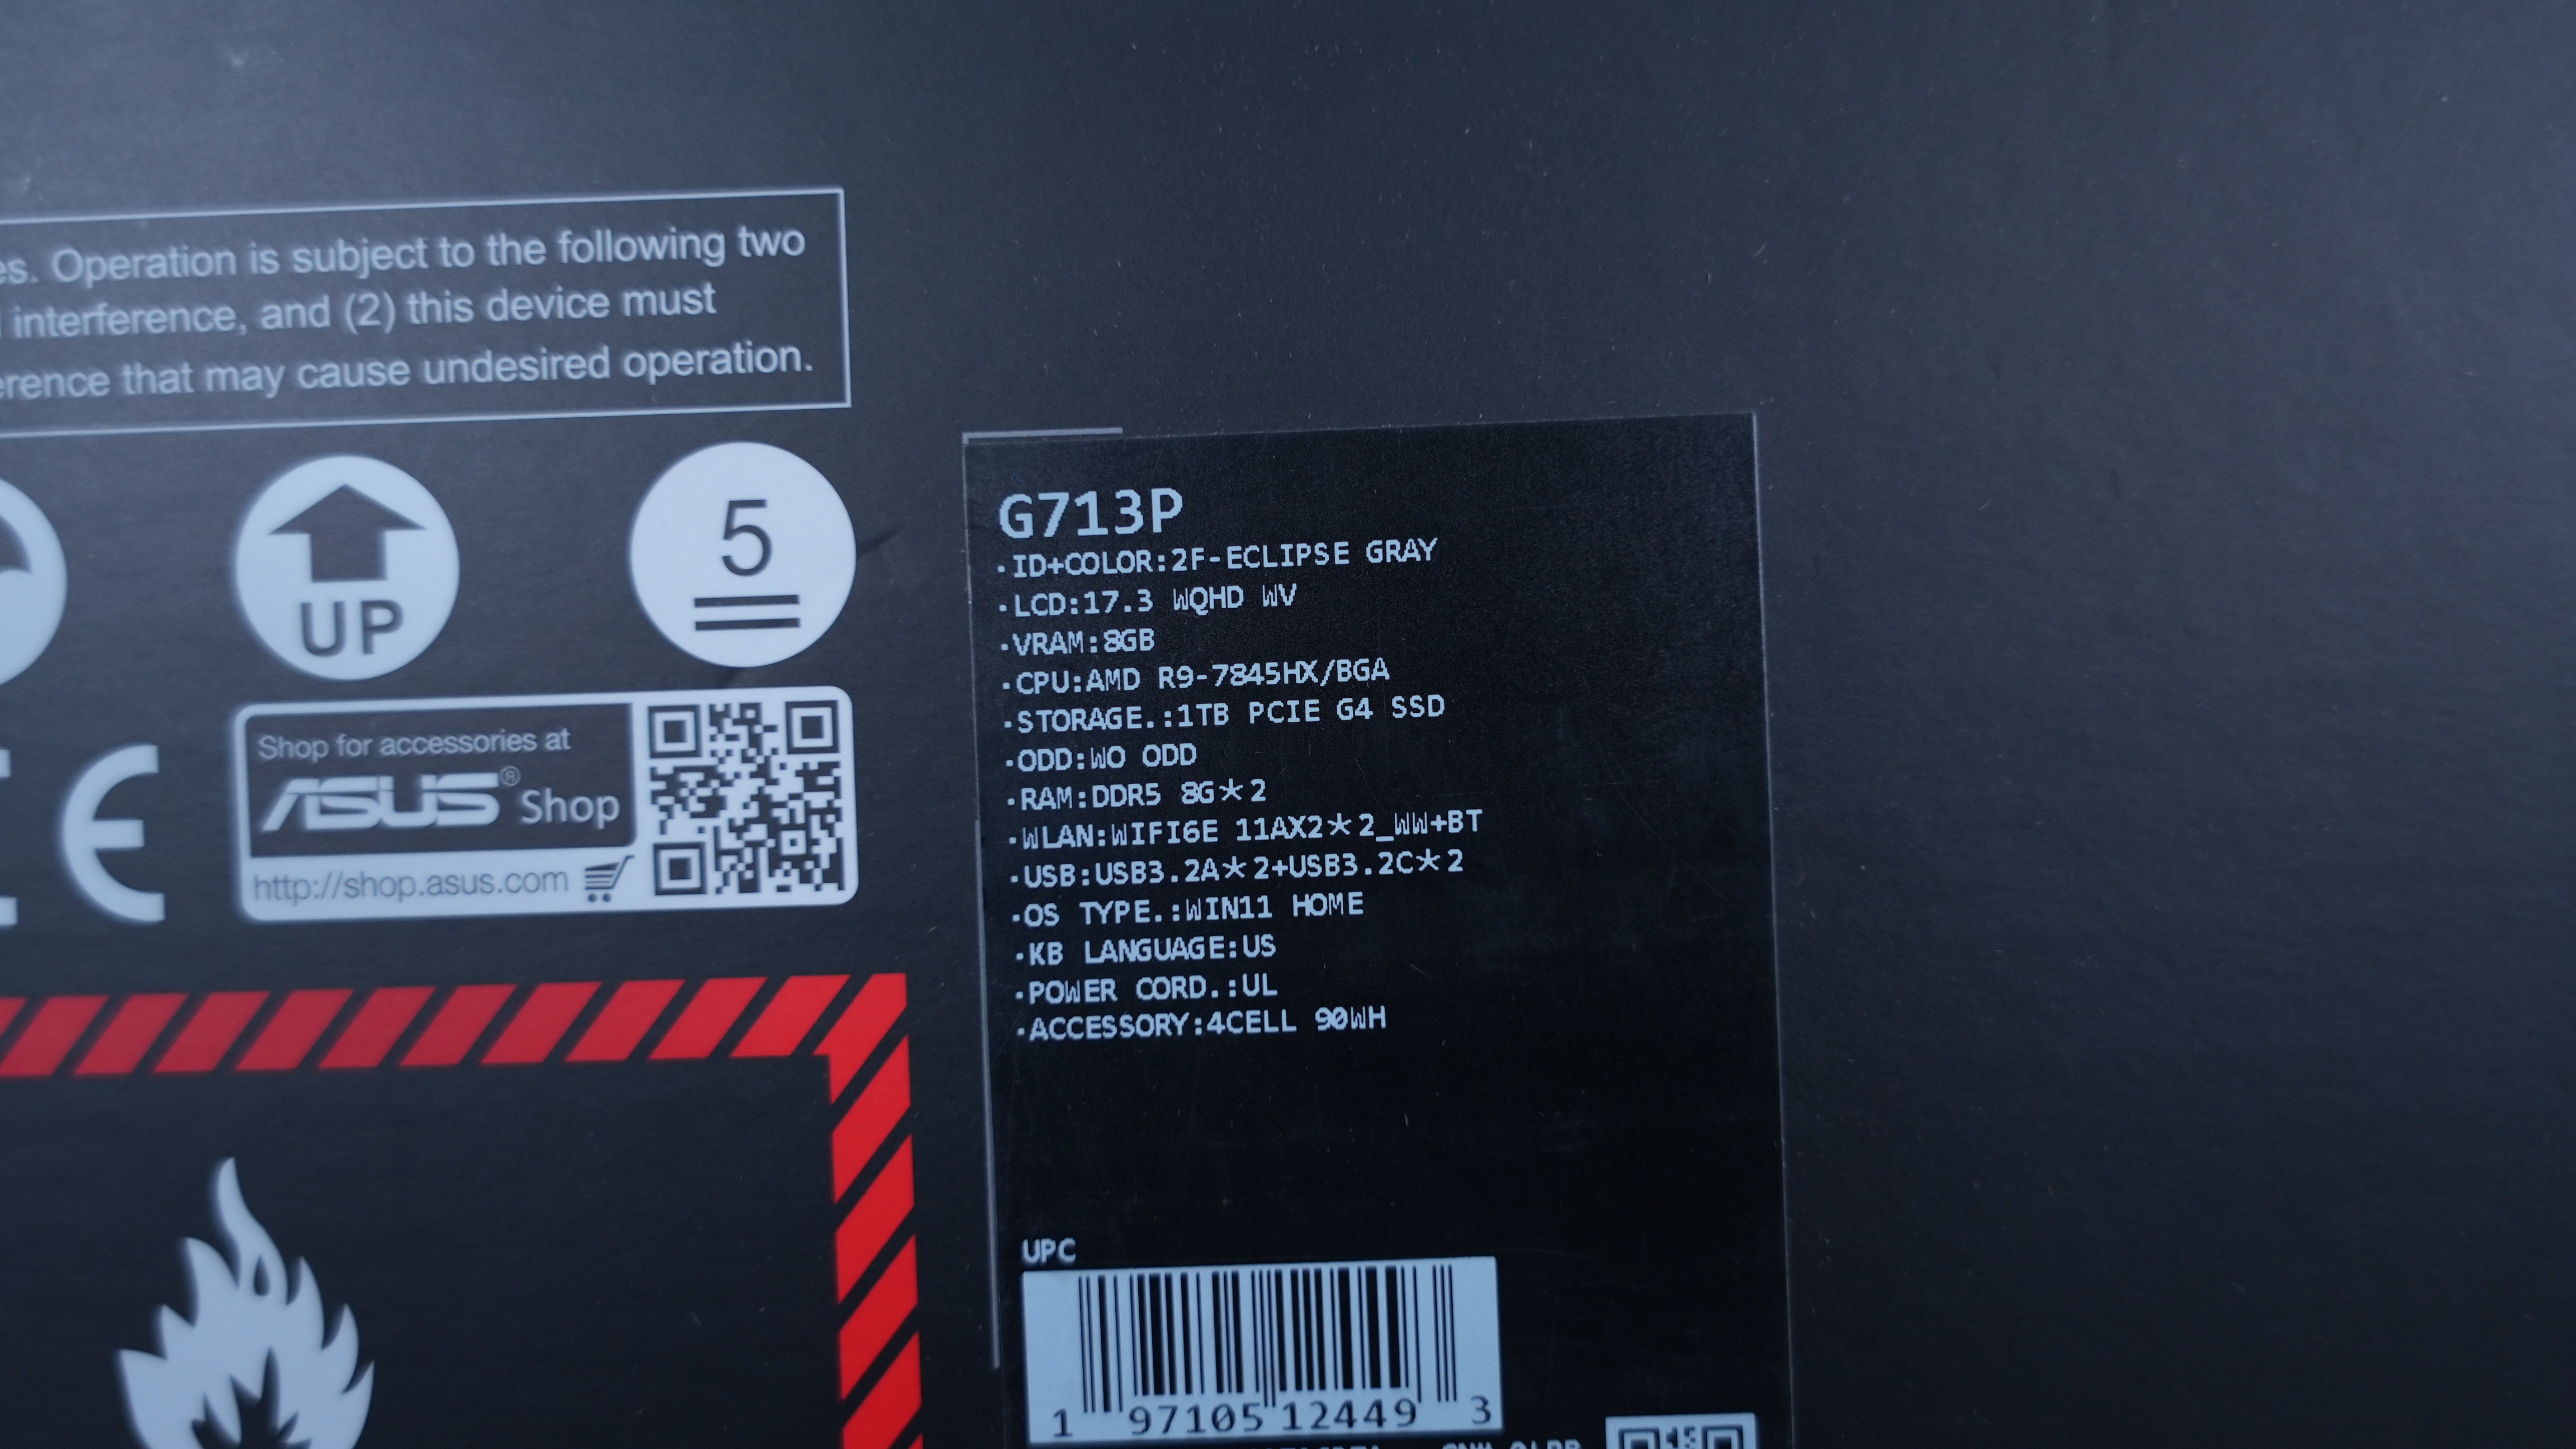 es. Operation is subject to the following two
interference, and (2) this device must
erence that may cause undesired operation.
UP
5
Shop for accessories at
ASUS® Shop
http://shop.asus.com
CE
G713P
·ID+COLOR:2F-ECLIPSE GRAY
·LCD:17.3 WQHD WV
·VRAM:8GB
·CPU:AMD R9-7845HX/BGA
·STORAGE.:1TB PCIE G4 SSD
·ODD:WO ODD
·RAM:DDR5 8G*2
·WLAN:WIFI6E 11AX2*2_WW+BT
·USB:USB3.2A*2+USB3.2C*2
·OS TYPE.:WIN11 HOME
·KB LANGUAGE:US
·POWER CORD.:UL
·ACCESSORY:4CELL 90WH
UPC
1 97105 12449 3